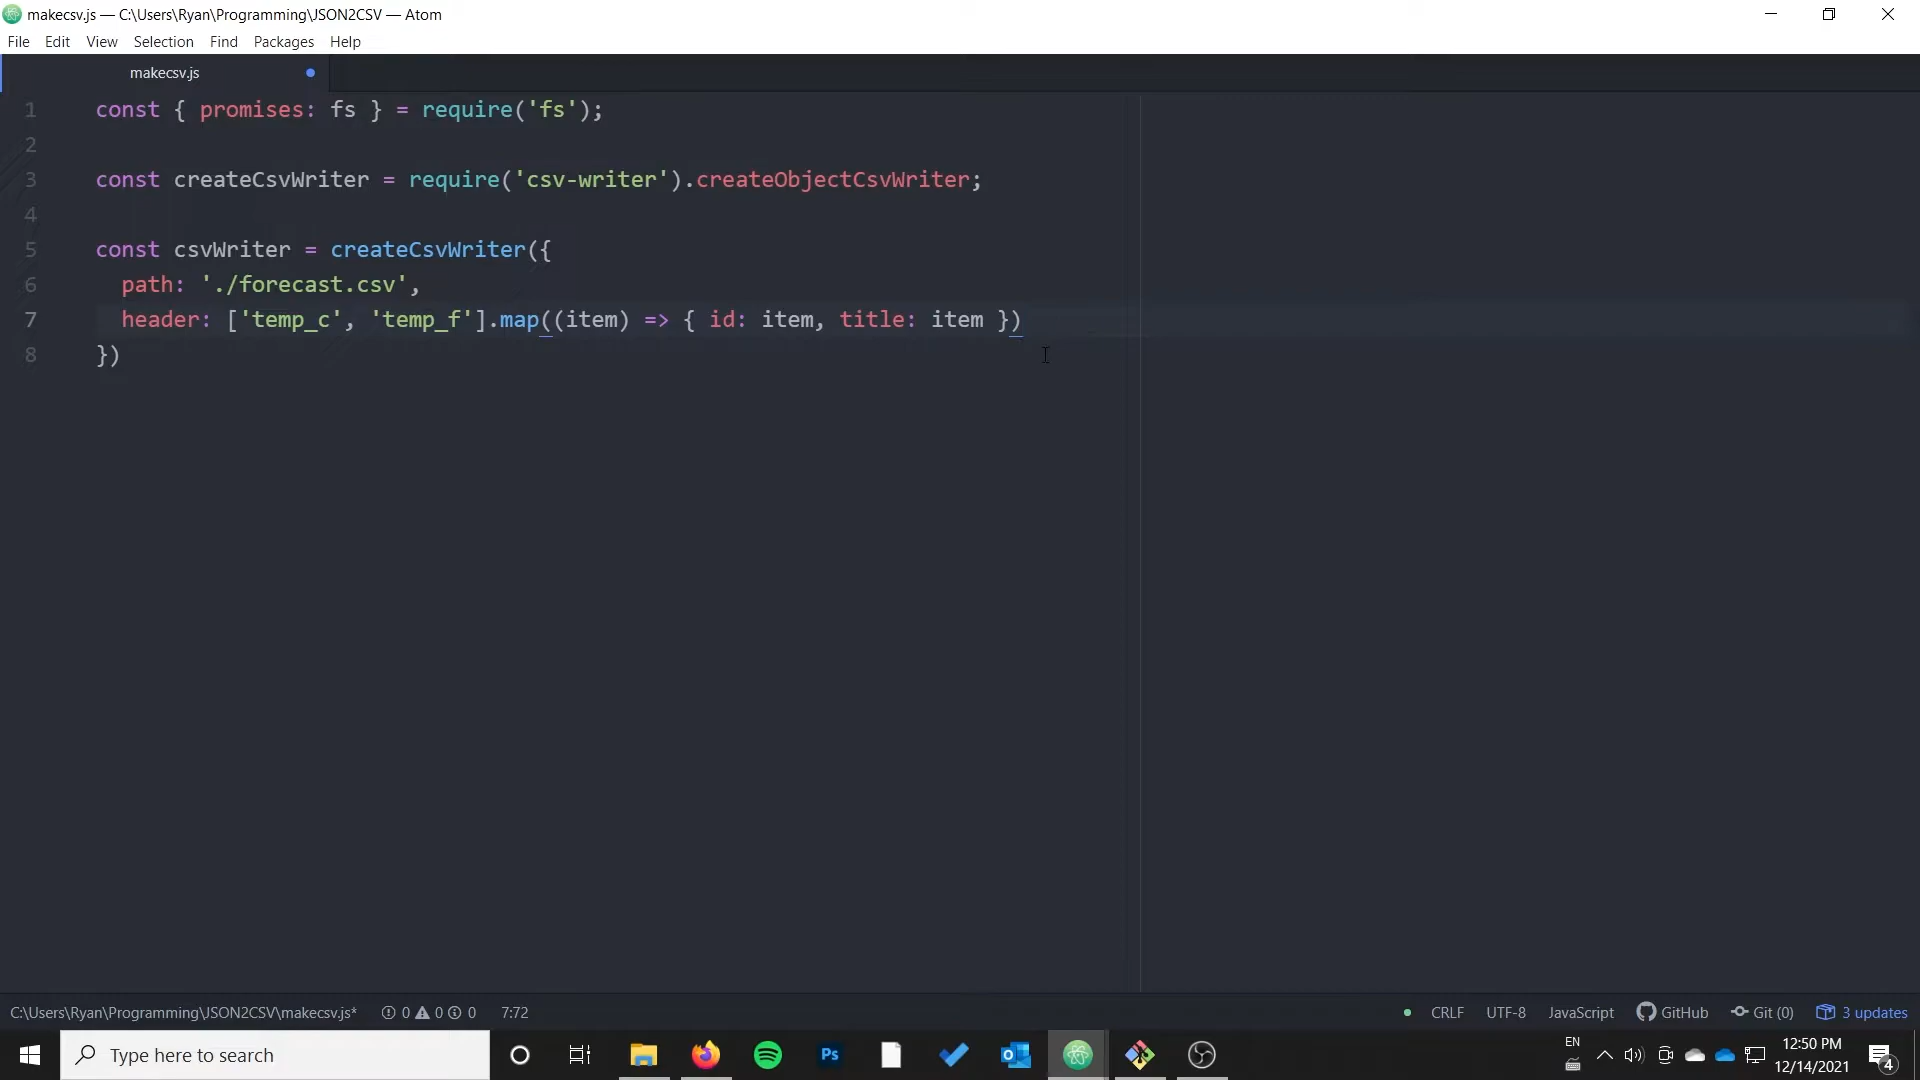 makecsv.js — C:\Users\Ryan\Programming\JSON2CSV — Atom
File Edit View Selection Find Packages Help
makecsv.js
1 const { promises: fs } = require('fs');
2
3 const createCsvWriter = require('csv-writer').createObjectCsvWriter;
4
5 const csvWriter = createCsvWriter({
6 path: './forecast.csv',
7 header: ['temp_c', 'temp_f'].map((item) => { id: item, title: item })
8 })
C:\Users\Ryan\Programming\JSON2CSV\makecsv.js* 0 0 0 7:72 CRLF UTF-8 JavaScript GitHub Git (0) 3 updates
Type here to search
Ps
EN
12:50 PM
12/14/2021
4